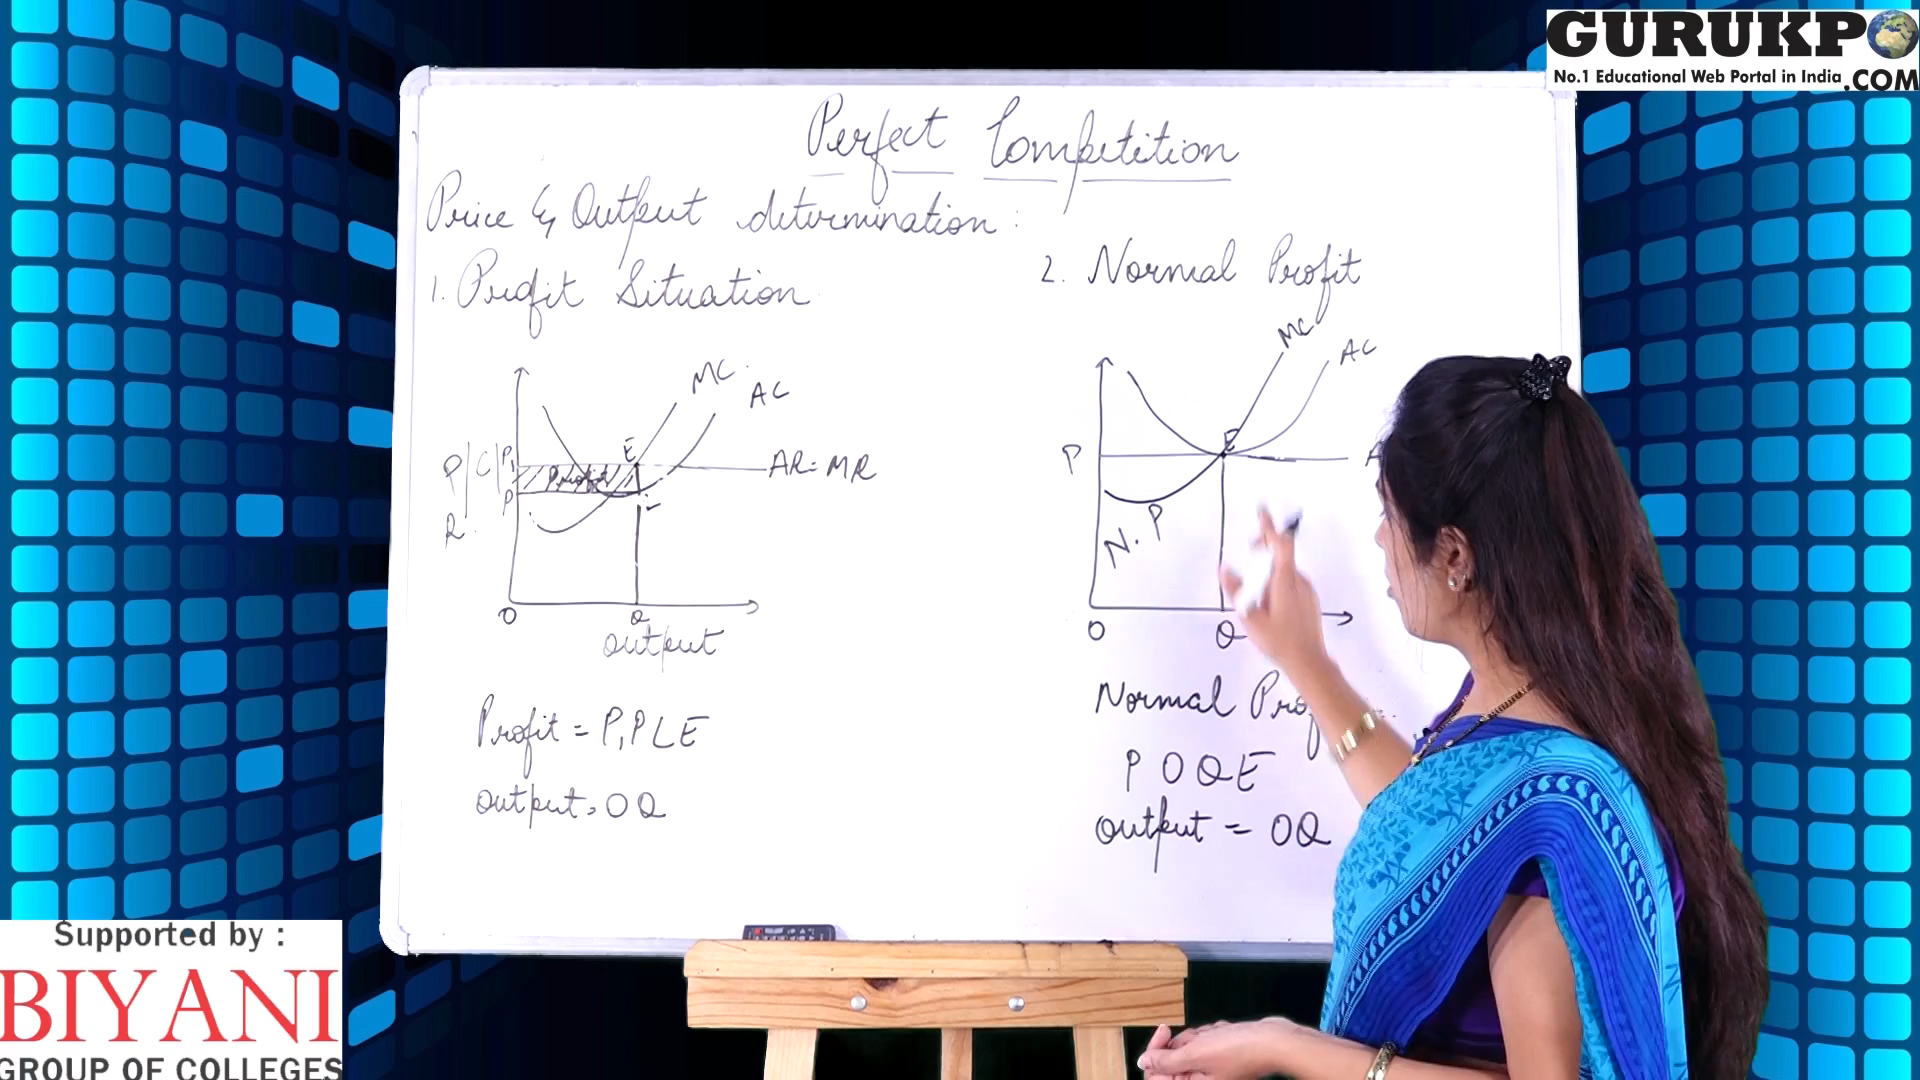 GURUKPO
No.1 Educational Web Portal in India .COM
Perfect Competition
Price & Output determination:
1. Profit Situation
MC
AC
E
P/C/ P1
Profit
AR=MR
P
L
R
O
Q
Output
Profit = P1PLE
Output = OQ
2. Normal Profit
MC
AC
E
P
A
N.P
O
Q
Normal Prof
POQE
Output = OQ
Supported by :
BIYANI
GROUP OF COLLEGES